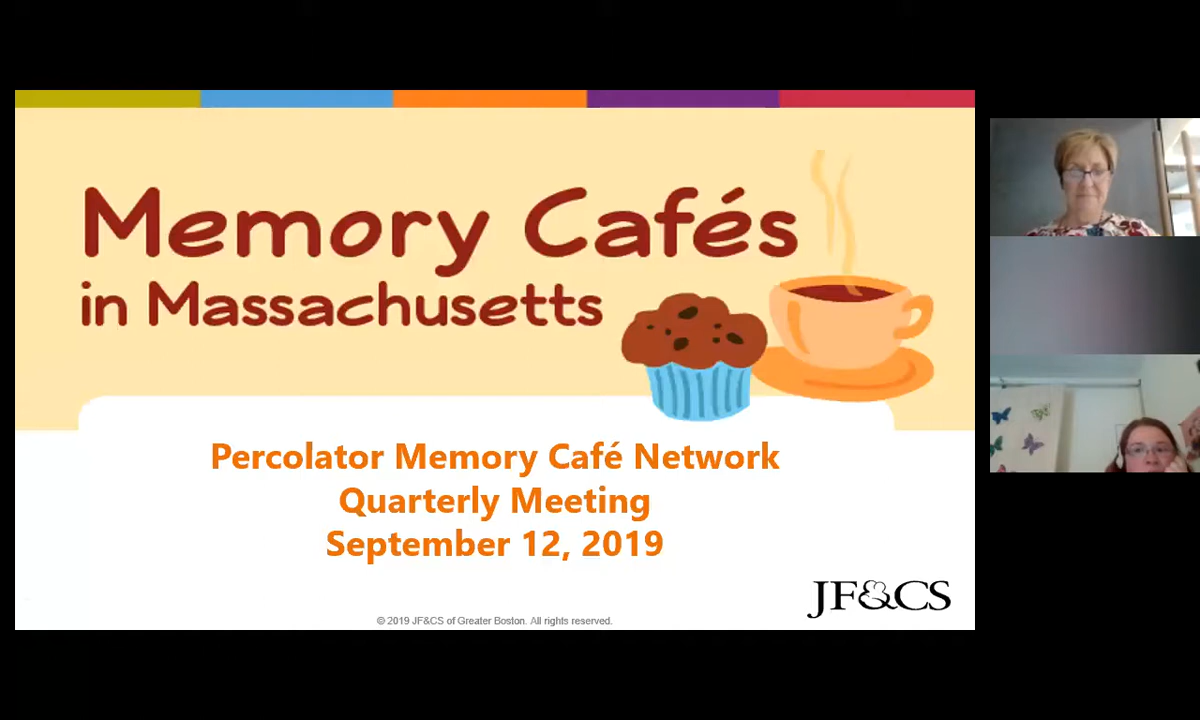 Memory Cafés
in Massachusetts
Percolator Memory Café Network
Quarterly Meeting
September 12, 2019
JF&CS
© 2019 JF&CS of Greater Boston. All rights reserved.